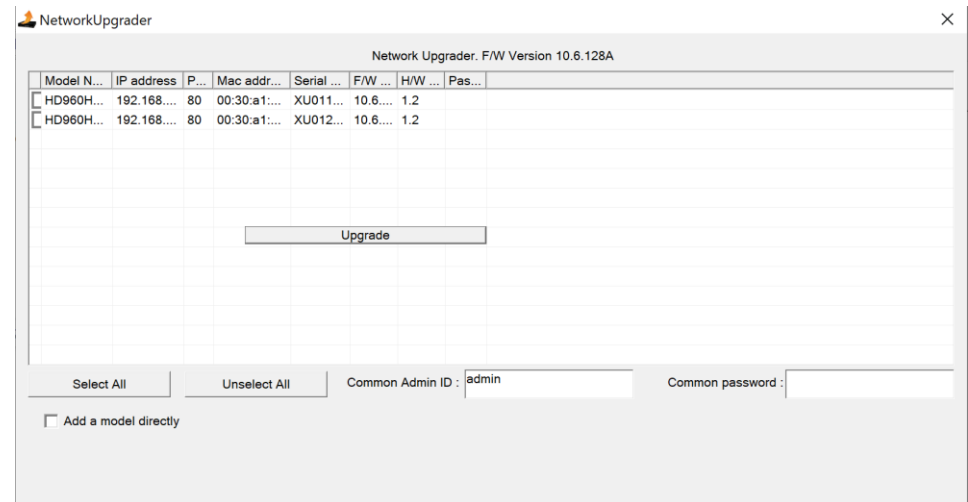 NetworkUpgrader
Network Upgrader. F/W Version 10.6.128A
Model N... IP address P... Mac addr... Serial ... F/W ... H/W ... Pas...
HD960H... 192.168.... 80 00:30:a1:... XU011... 10.6.... 1.2
HD960H... 192.168.... 80 00:30:a1:... XU012... 10.6.... 1.2
Upgrade
Select All Unselect All Common Admin ID : admin Common password :
Add a model directly